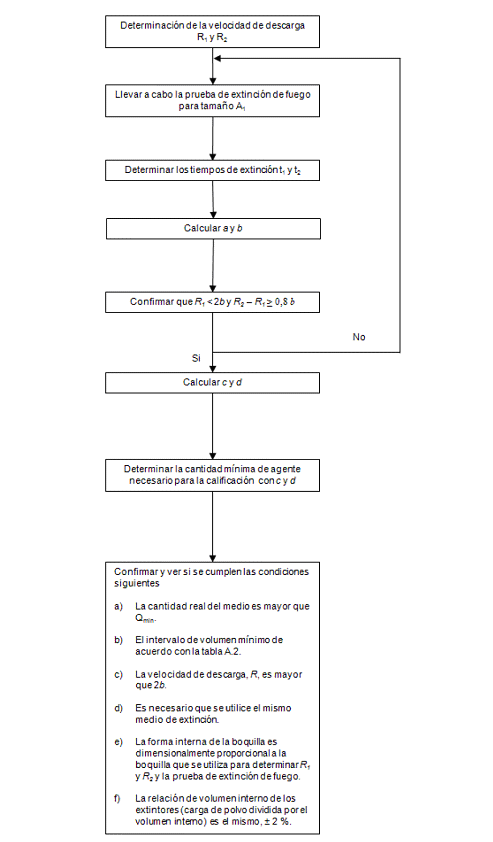 Determinación de la velocidad de descarga
R1 y R2
Llevar a cabo la prueba de extinción de fuego
para tamaño A1
Determinar los tiempos de extinción t1 y t2
Calcular a y b
Confirmar que R1 < 2b y R2 – R1 ≥ 0,8 b
No
Si
Calcular c y d
Determinar la cantidad mínima de agente
necesario para la calificación con c y d
Confirmar y ver si se cumplen las condiciones
siguientes
a) La cantidad real del medio es mayor que
Qmin.
b) El intervalo de volumen mínimo de
acuerdo con la tabla A.2.
c) La velocidad de descarga, R, es mayor
que 2b.
d) Es necesario que se utilice el mismo
medio de extinción.
e) La forma interna de la boquilla es
dimensionalmente proporcional a la
boquilla que se utiliza para determinar R1
y R2 y la prueba de extinción de fuego.
f) La relación de volumen interno de los
extintores (carga de polvo dividida por el
volumen interno) es el mismo, ± 2 %.